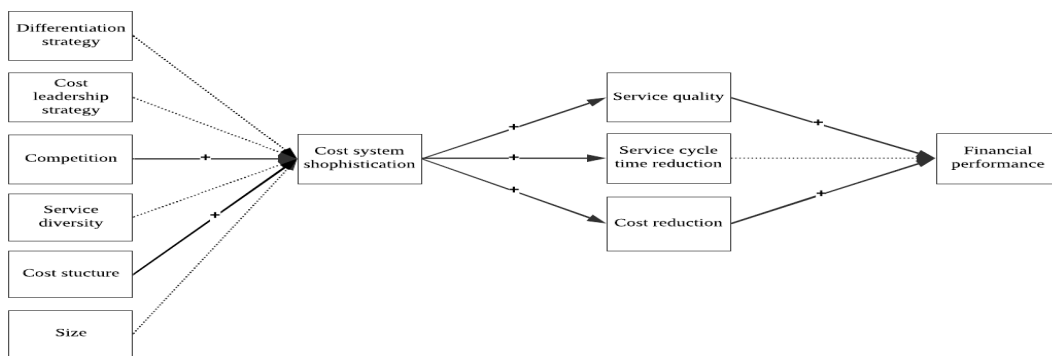 Differentiation
strategy
Cost
leadership
strategy
Competition
Service
diversity
Cost stucture
Size
+
+
Cost system
shophistication
+
+
+
Service quality
Service cycle
time reduction
Cost reduction
+
+
Financial
performance